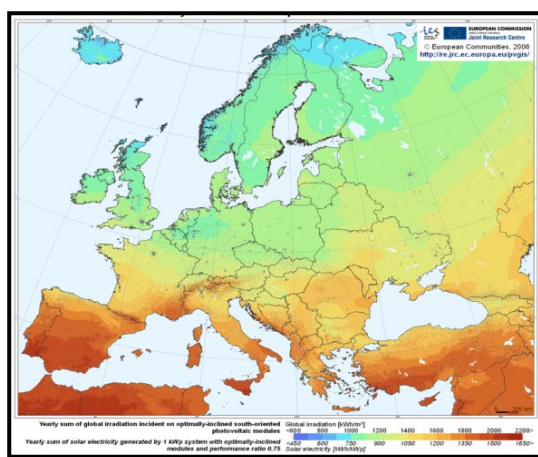 ies
EUROPEAN COMMISSION
Joint Research Centre
© European Communities, 2006
http://re.jrc.ec.europa.eu/pvgis/
200 km
Yearly sum of global irradiation incident on optimally-inclined south-oriented
photovoltaic modules
Yearly sum of solar electricity generated by 1 kWp system with optimally-inclined
modules and performance ratio 0.75
Global irradiation [kWh/m²]
<600 800 1000 1200 1400 1600 1800 2000 2200>
<450 600 750 900 1050 1200 1350 1500 1650>
Solar electricity [kWh/kWp]